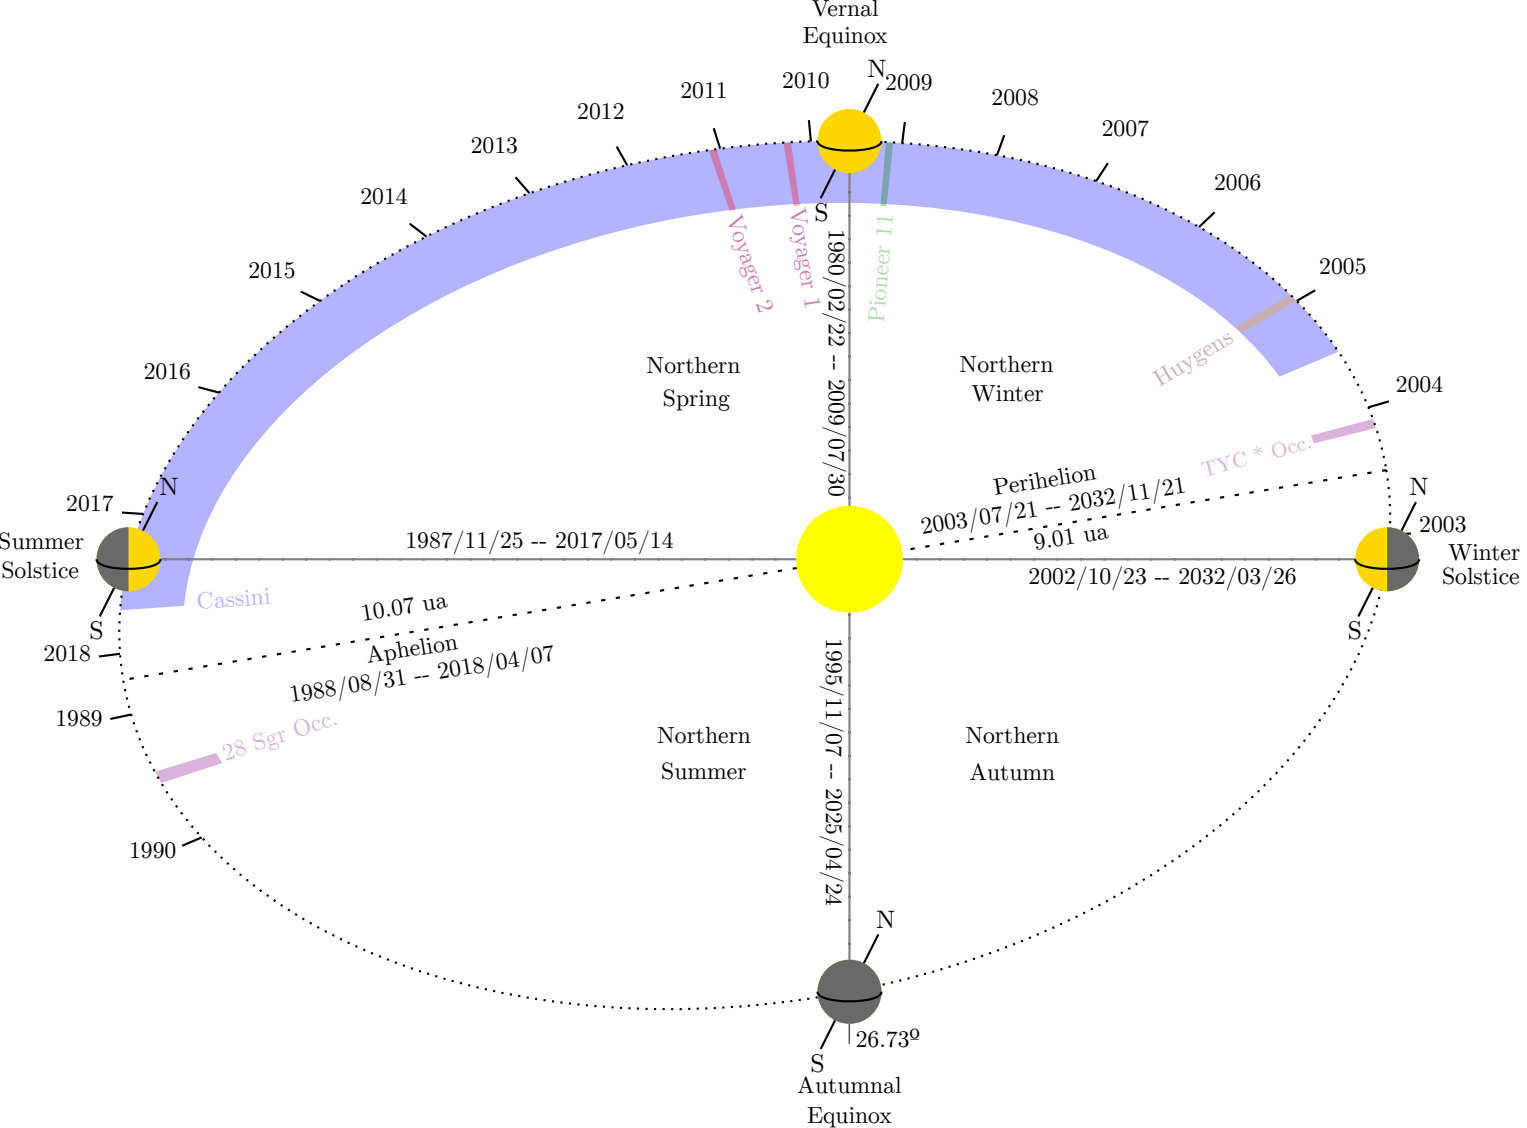 Vernal
Equinox
N
2009
2010
2011
2012
2013
2014
2015
2016
2017
2008
2007
2006
2005
2004
2003
S
Voyager 2
Voyager 1
Pioneer 11
Huygens
TYC * Occ.
1980/02/22 -- 2009/07/30
Northern
Spring
Northern
Winter
Perihelion
2003/07/21 -- 2032/11/21
9.01 ua
N
Summer
Solstice
S
1987/11/25 -- 2017/05/14
N
Winter
Solstice
S
2002/10/23 -- 2032/03/26
Cassini
10.07 ua
Aphelion
1988/08/31 -- 2018/04/07
2018
1989
28 Sgr Occ.
1990
1995/11/07 -- 2025/04/24
Northern
Summer
Northern
Autumn
N
S
26.73º
Autumnal
Equinox